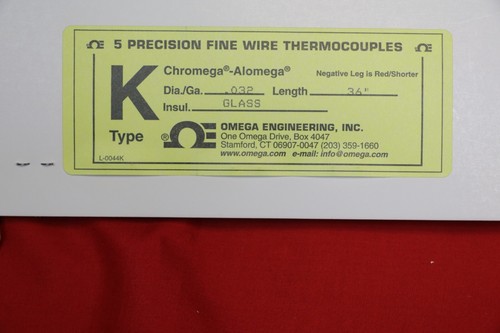 5 PRECISION FINE WIRE THERMOCOUPLES
K
Type
Chromega®-Alomega®
Negative Leg is Red/Shorter
Dia./Ga. .032 Length 36"
Insul. GLASS
OMEGA ENGINEERING, INC.
One Omega Drive, Box 4047
Stamford, CT 06907-0047 (203) 359-1660
www.omega.com e-mail: info@omega.com
L-0044K